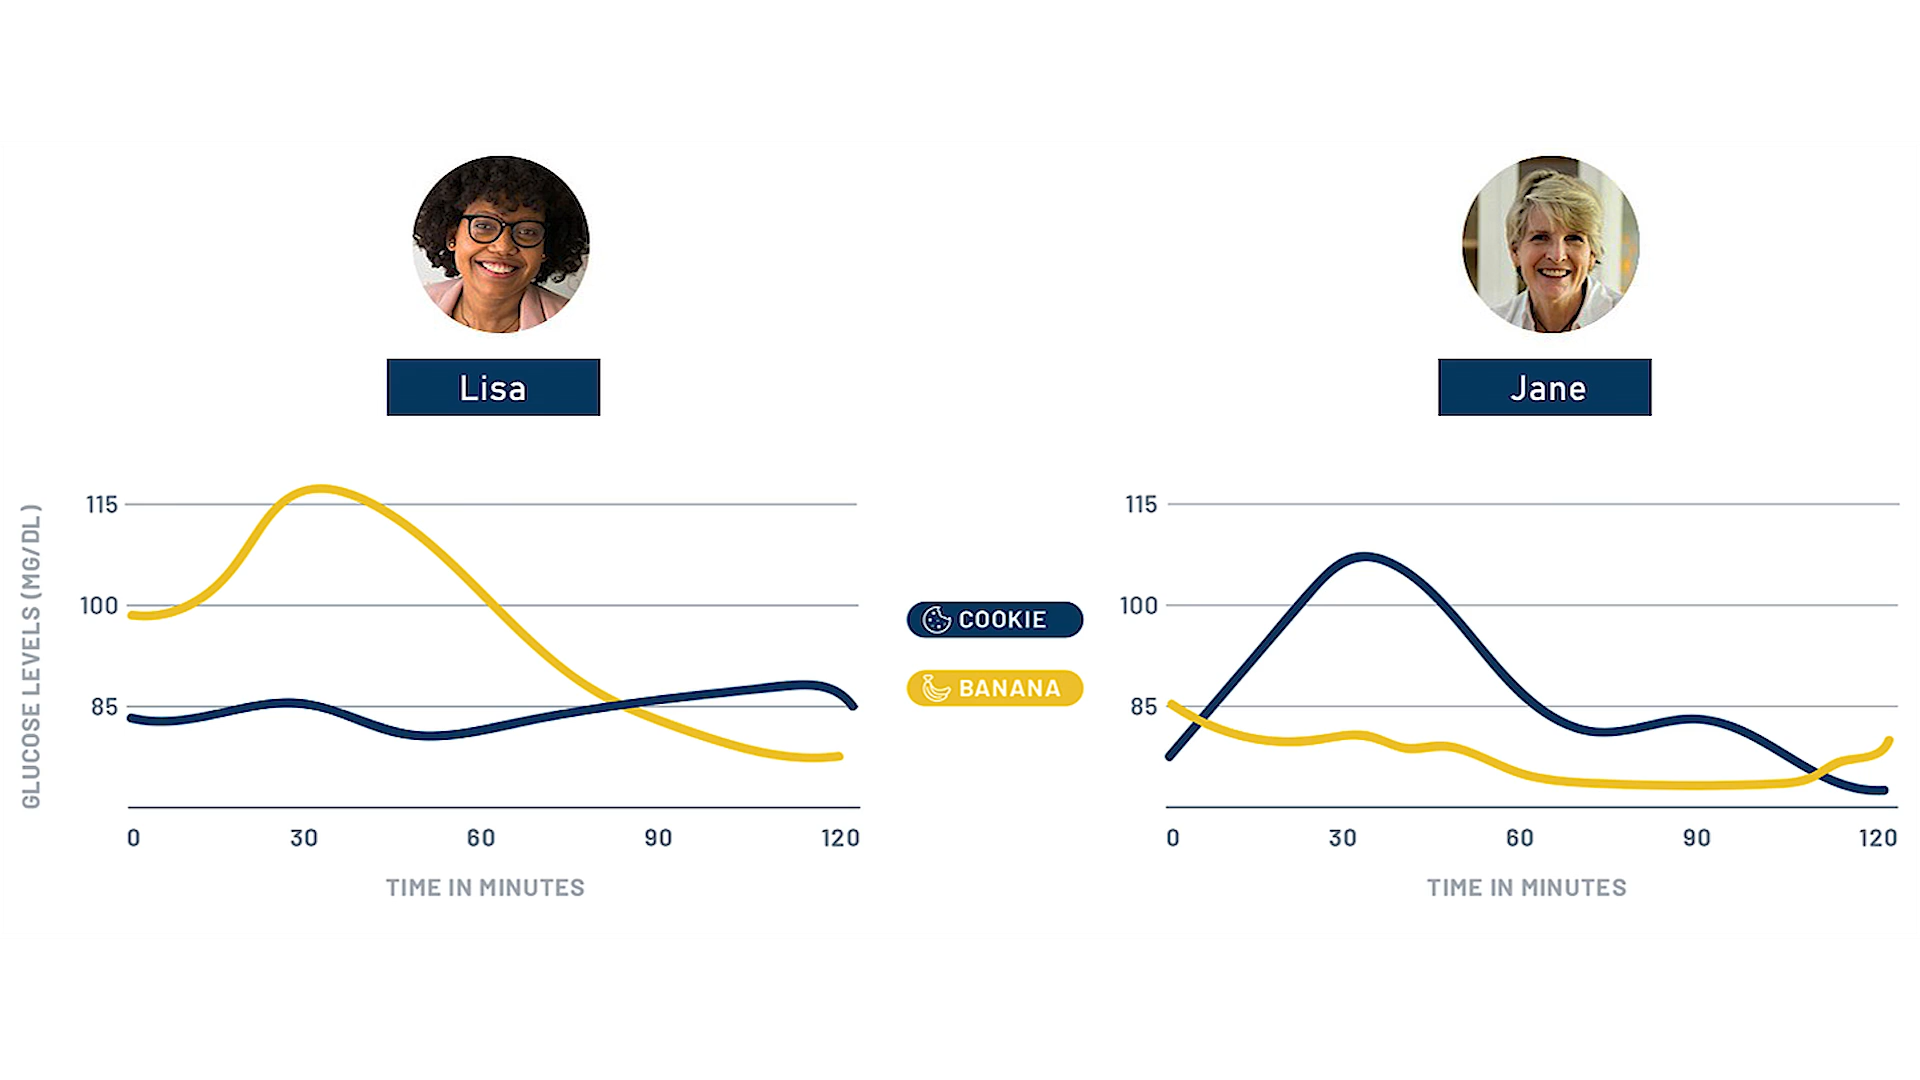 Lisa
Jane
GLUCOSE LEVELS (MG/DL)
115
100
85
0 30 60 90 120
TIME IN MINUTES
COOKIE
BANANA
115
100
85
0 30 60 90 120
TIME IN MINUTES